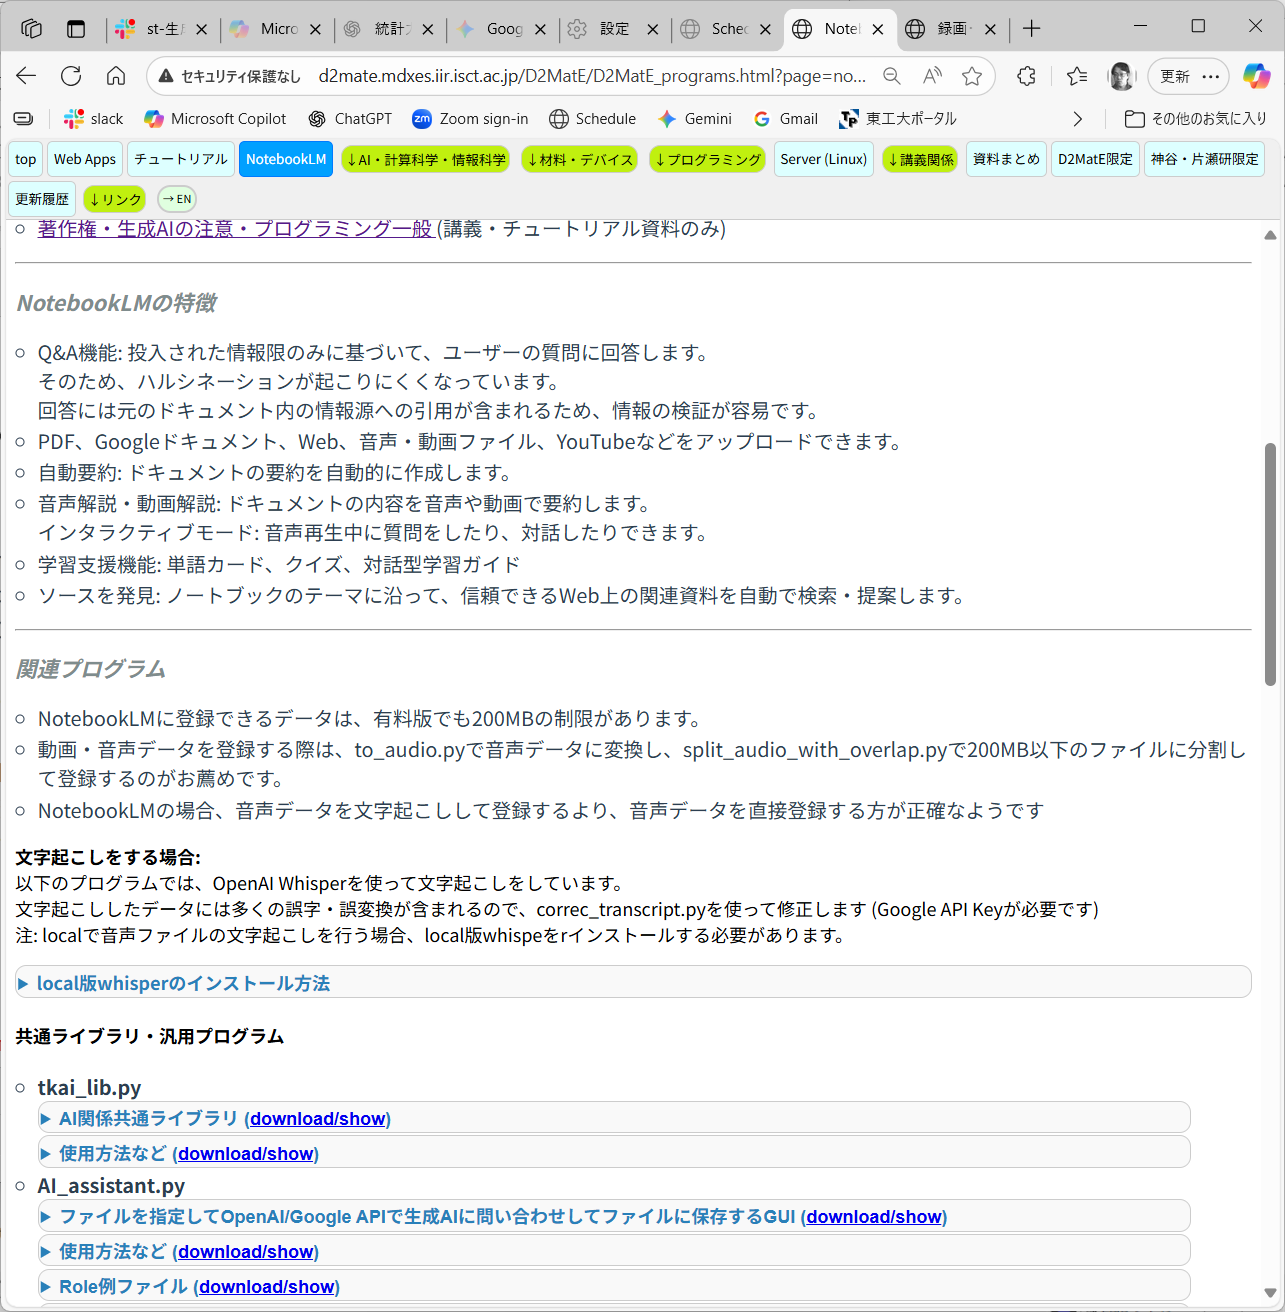 st-生
Micro
統計
Goog
設定
Sche
Note
録画
セキュリティ保護なし
d2mate.mdxes.iir.isct.ac.jp/D2MatE/D2MatE_programs.html?page=no...
更新
slack
Microsoft Copilot
ChatGPT
zm Zoom sign-in
Schedule
Gemini
Gmail
東工大ポータル
その他のお気に入り
top
Web Apps
チュートリアル
NotebookLM
↓AI・計算科学・情報科学
↓材料・デバイス
↓プログラミング
Server (Linux)
↓講義関係
資料まとめ
D2MatE限定
神谷・片瀬研限定
更新履歴
↓リンク
→EN
著作権・生成AIの注意・プログラミング一般 (講義・チュートリアル資料のみ)
NotebookLMの特徴
Q&A機能: 投入された情報限のみに基づいて、ユーザーの質問に回答します。
そのため、ハルシネーションが起こりにくくなっています。
回答には元のドキュメント内の情報源への引用が含まれるため、情報の検証が容易です。
PDF、Googleドキュメント、Web、音声・動画ファイル、YouTubeなどをアップロードできます。
自動要約: ドキュメントの要約を自動的に作成します。
音声解説・動画解説: ドキュメントの内容を音声や動画で要約します。
インタラクティブモード: 音声再生中に質問をしたり、対話したりできます。
学習支援機能: 単語カード、クイズ、対話型学習ガイド
ソースを発見: ノートブックのテーマに沿って、信頼できるWeb上の関連資料を自動で検索・提案します。
関連プログラム
NotebookLMに登録できるデータは、有料版でも200MBの制限があります。
動画・音声データを登録する際は、to_audio.pyで音声データに変換し、split_audio_with_overlap.pyで200MB以下のファイルに分割し
て登録するのがお薦めです。
NotebookLMの場合、音声データを文字起こしして登録するより、音声データを直接登録する方が正確なようです
文字起こしをする場合:
以下のプログラムでは、OpenAI Whisperを使って文字起こしをしています。
文字起こししたデータには多くの誤字・誤変換が含まれるので、correc_transcript.pyを使って修正します (Google API Keyが必要です)
注: localで音声ファイルの文字起こしを行う場合、local版whispeをrインストールする必要があります。
local版whisperのインストール方法
共通ライブラリ・汎用プログラム
tkai_lib.py
AI関係共通ライブラリ (download/show)
使用方法など (download/show)
AI_assistant.py
ファイルを指定してOpenAI/Google APIで生成AIに問い合わせしてファイルに保存するGUI (download/show)
使用方法など (download/show)
Role例ファイル (download/show)